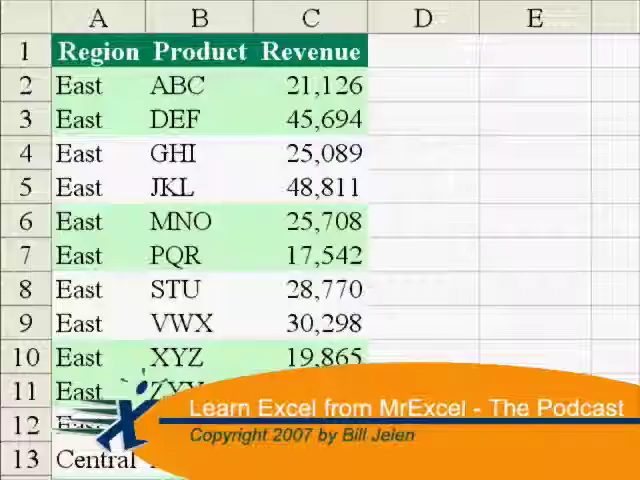 A B C D E
1 Region Product Revenue
2 East ABC 21,126
3 East DEF 45,694
4 East GHI 25,089
5 East JKL 48,811
6 East MNO 25,708
7 East PQR 17,542
8 East STU 28,770
9 East VWX 30,298
10 East XYZ 19,865
11 East
12
13 Central
Learn Excel from MrExcel - The Podcast
Copyright 2007 by Bill Jelen